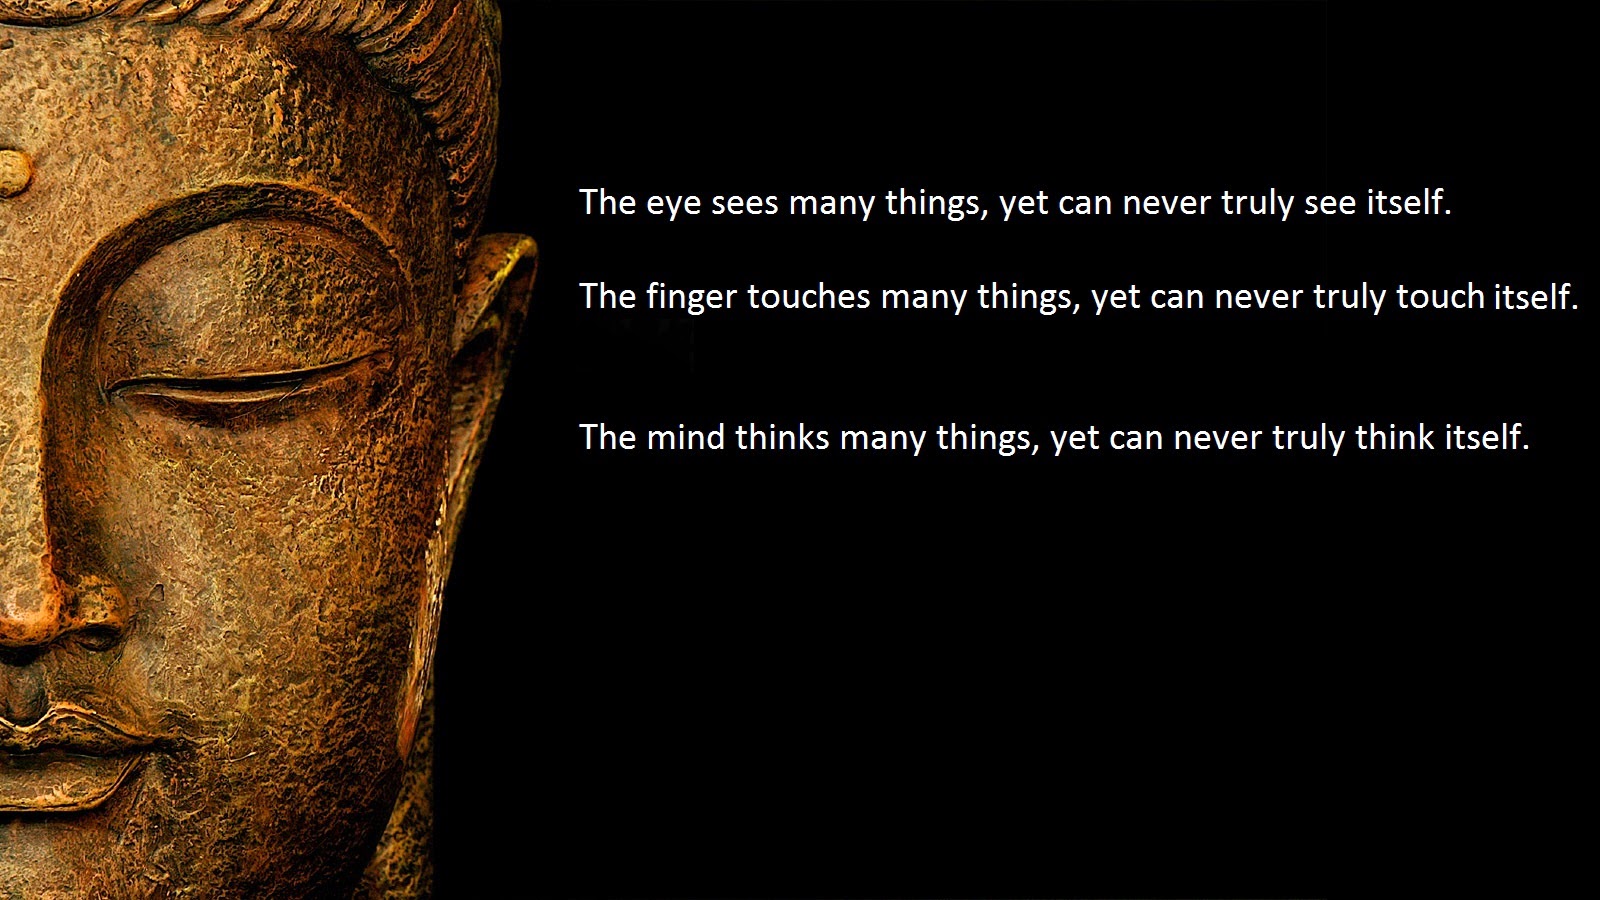 The eye sees many things, yet can never truly see itself.
The finger touches many things, yet can never truly touch itself.
The mind thinks many things, yet can never truly think itself.